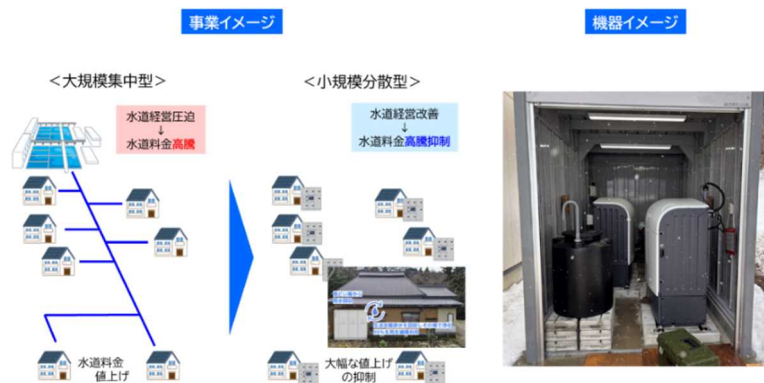 事業イメージ
機器イメージ
＜大規模集中型＞
＜小規模分散型＞
水道経営圧迫
↓
水道料金高騰
水道経営改善
↓
水道料金高騰抑制
水道料金
値上げ
大幅な値上げ
の抑制